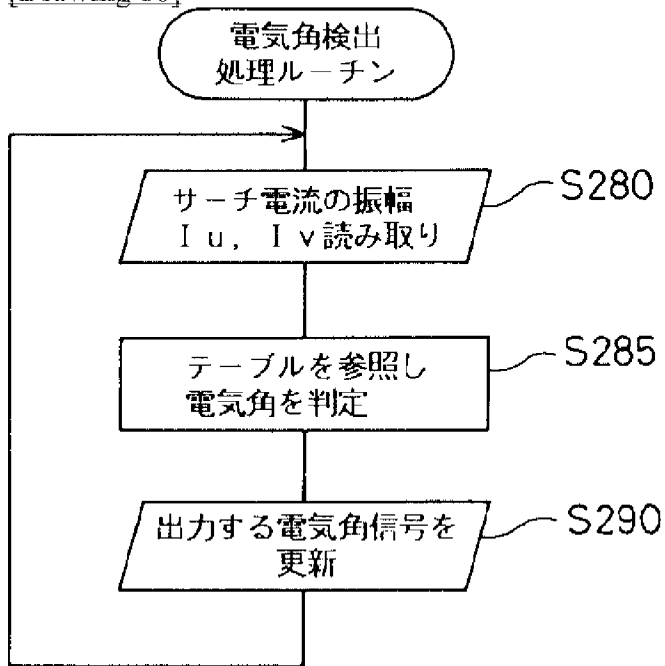 電気角検出
処理ルーチン
サーチ電流の振幅
Ｉｕ，Ｉｖ読み取り
S280
テーブルを参照し
電気角を判定
S285
出力する電気角信号を
更新
S290